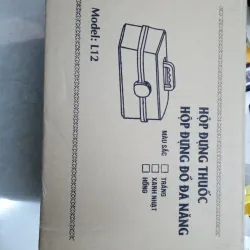 HỘP ĐỰNG THUỐC
HỘP ĐỰNG ĐỒ ĐA NĂNG
MÀU SẮC
TRẮNG
XANH NHẠT
HỒNG
Model: L12